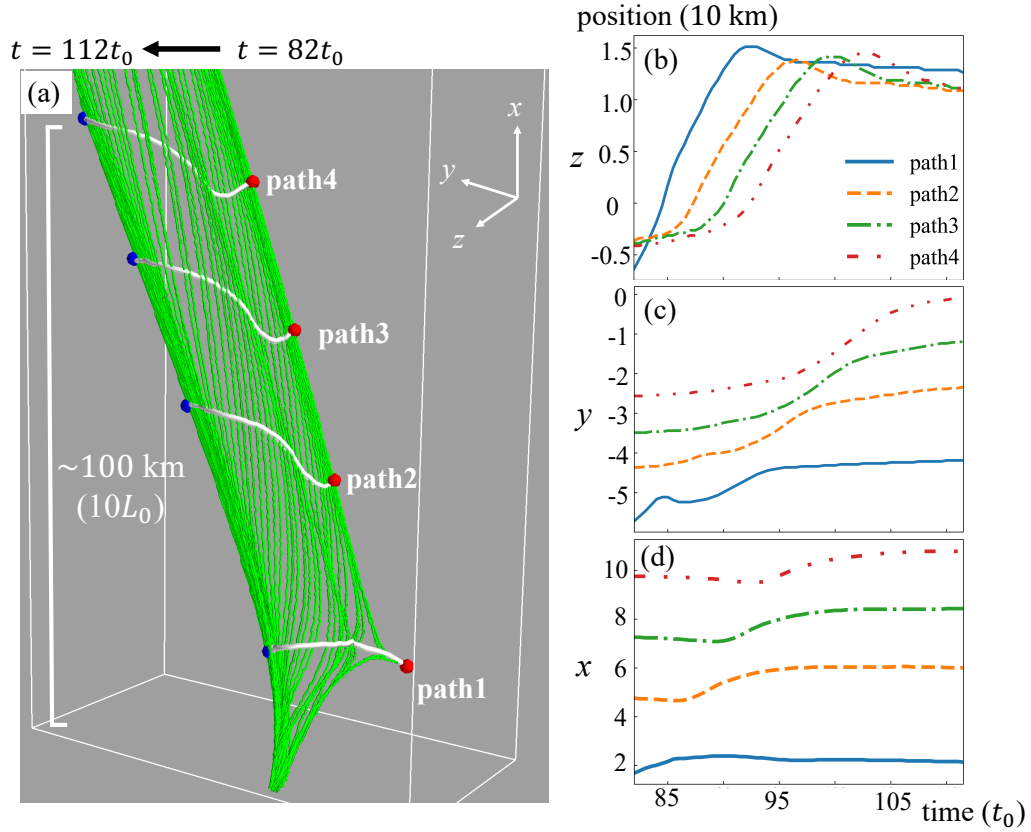 t = 112t₀ t = 82t₀
(a)
x
y
z
path4
path3
path2
path1
~100 km
(10L₀)
position (10 km)
(b)
1.5
1.0
z
0.5
0
-0.5
path1
path2
path3
path4
(c)
0
-1
-2
y
-3
-4
-5
(d)
10
8
x
6
4
2
85
95
105
time (t₀)